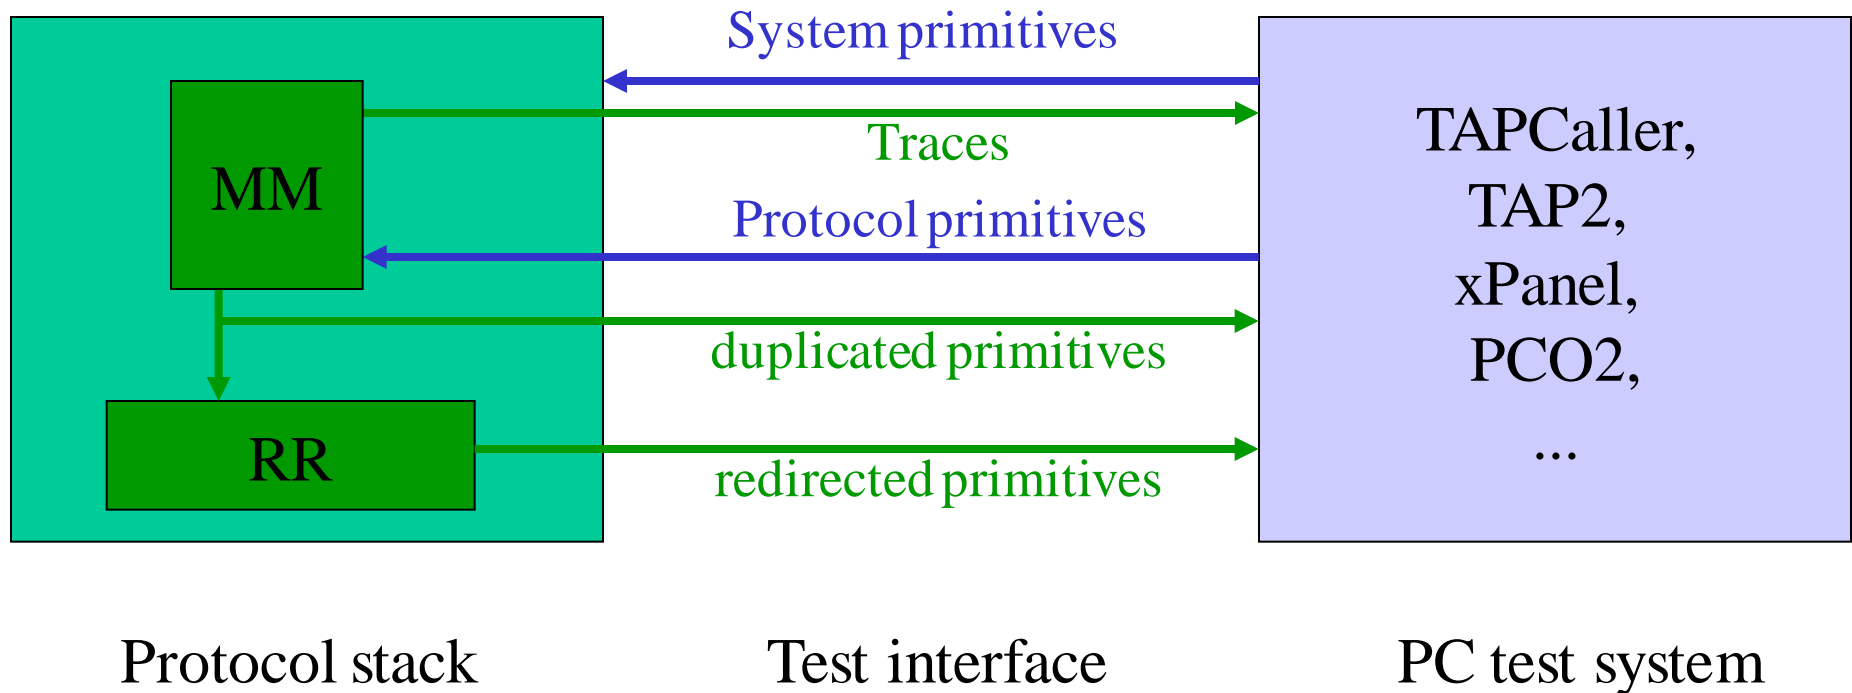 System primitives
Traces
Protocol primitives
duplicated primitives
redirected primitives
MM
RR
TAPCaller,
TAP2,
xPanel,
PCO2,
...
Protocol stack
Test interface
PC test system